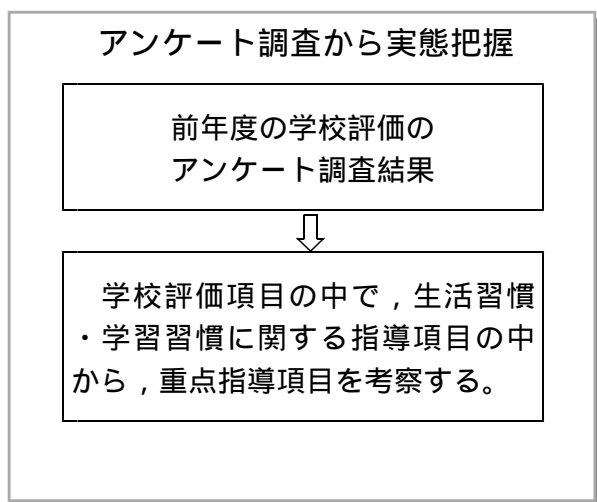 アンケート調査から実態把握
前年度の学校評価の
アンケート調査結果
学校評価項目の中で，生活習慣
・学習習慣に関する指導項目の中
から，重点指導項目を考察する。